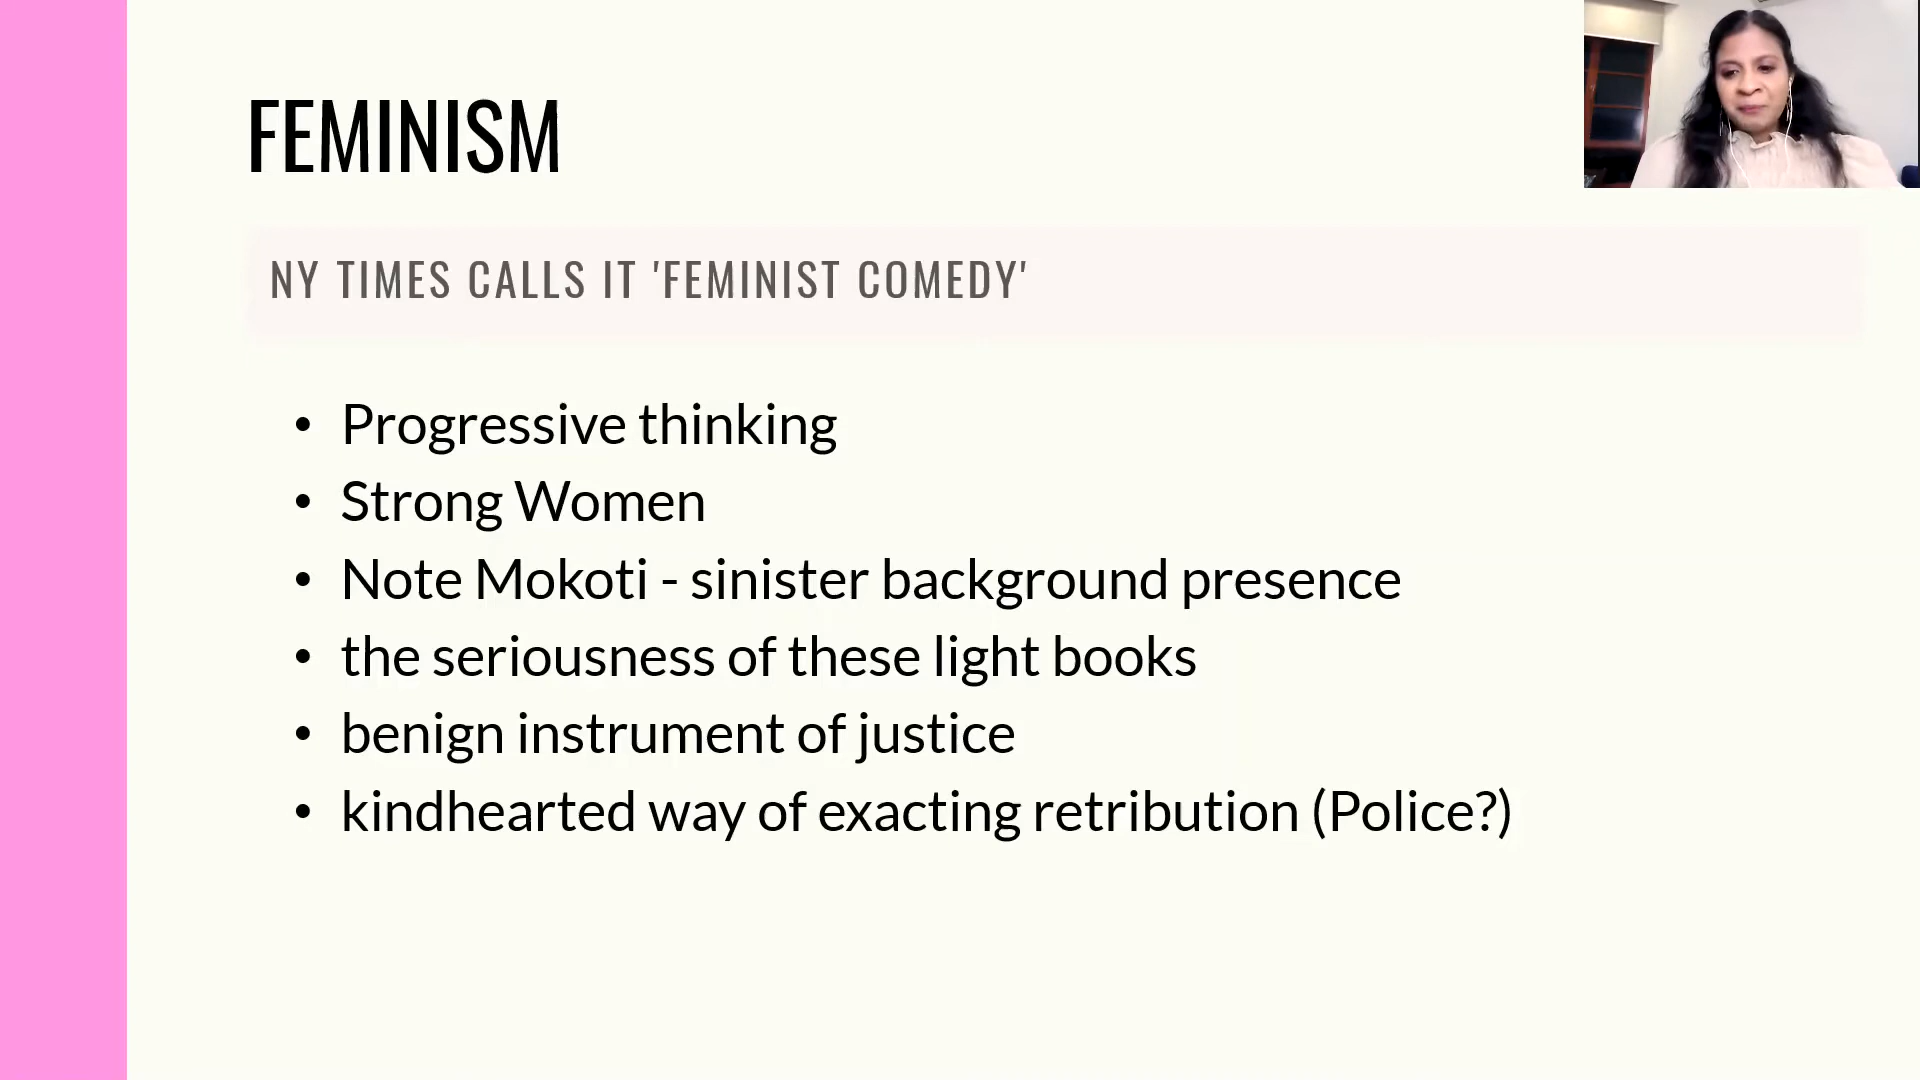 FEMINISM
NY TIMES CALLS IT 'FEMINIST COMEDY'
• Progressive thinking
• Strong Women
• Note Mokoti - sinister background presence
• the seriousness of these light books
• benign instrument of justice
• kindhearted way of exacting retribution (Police?)